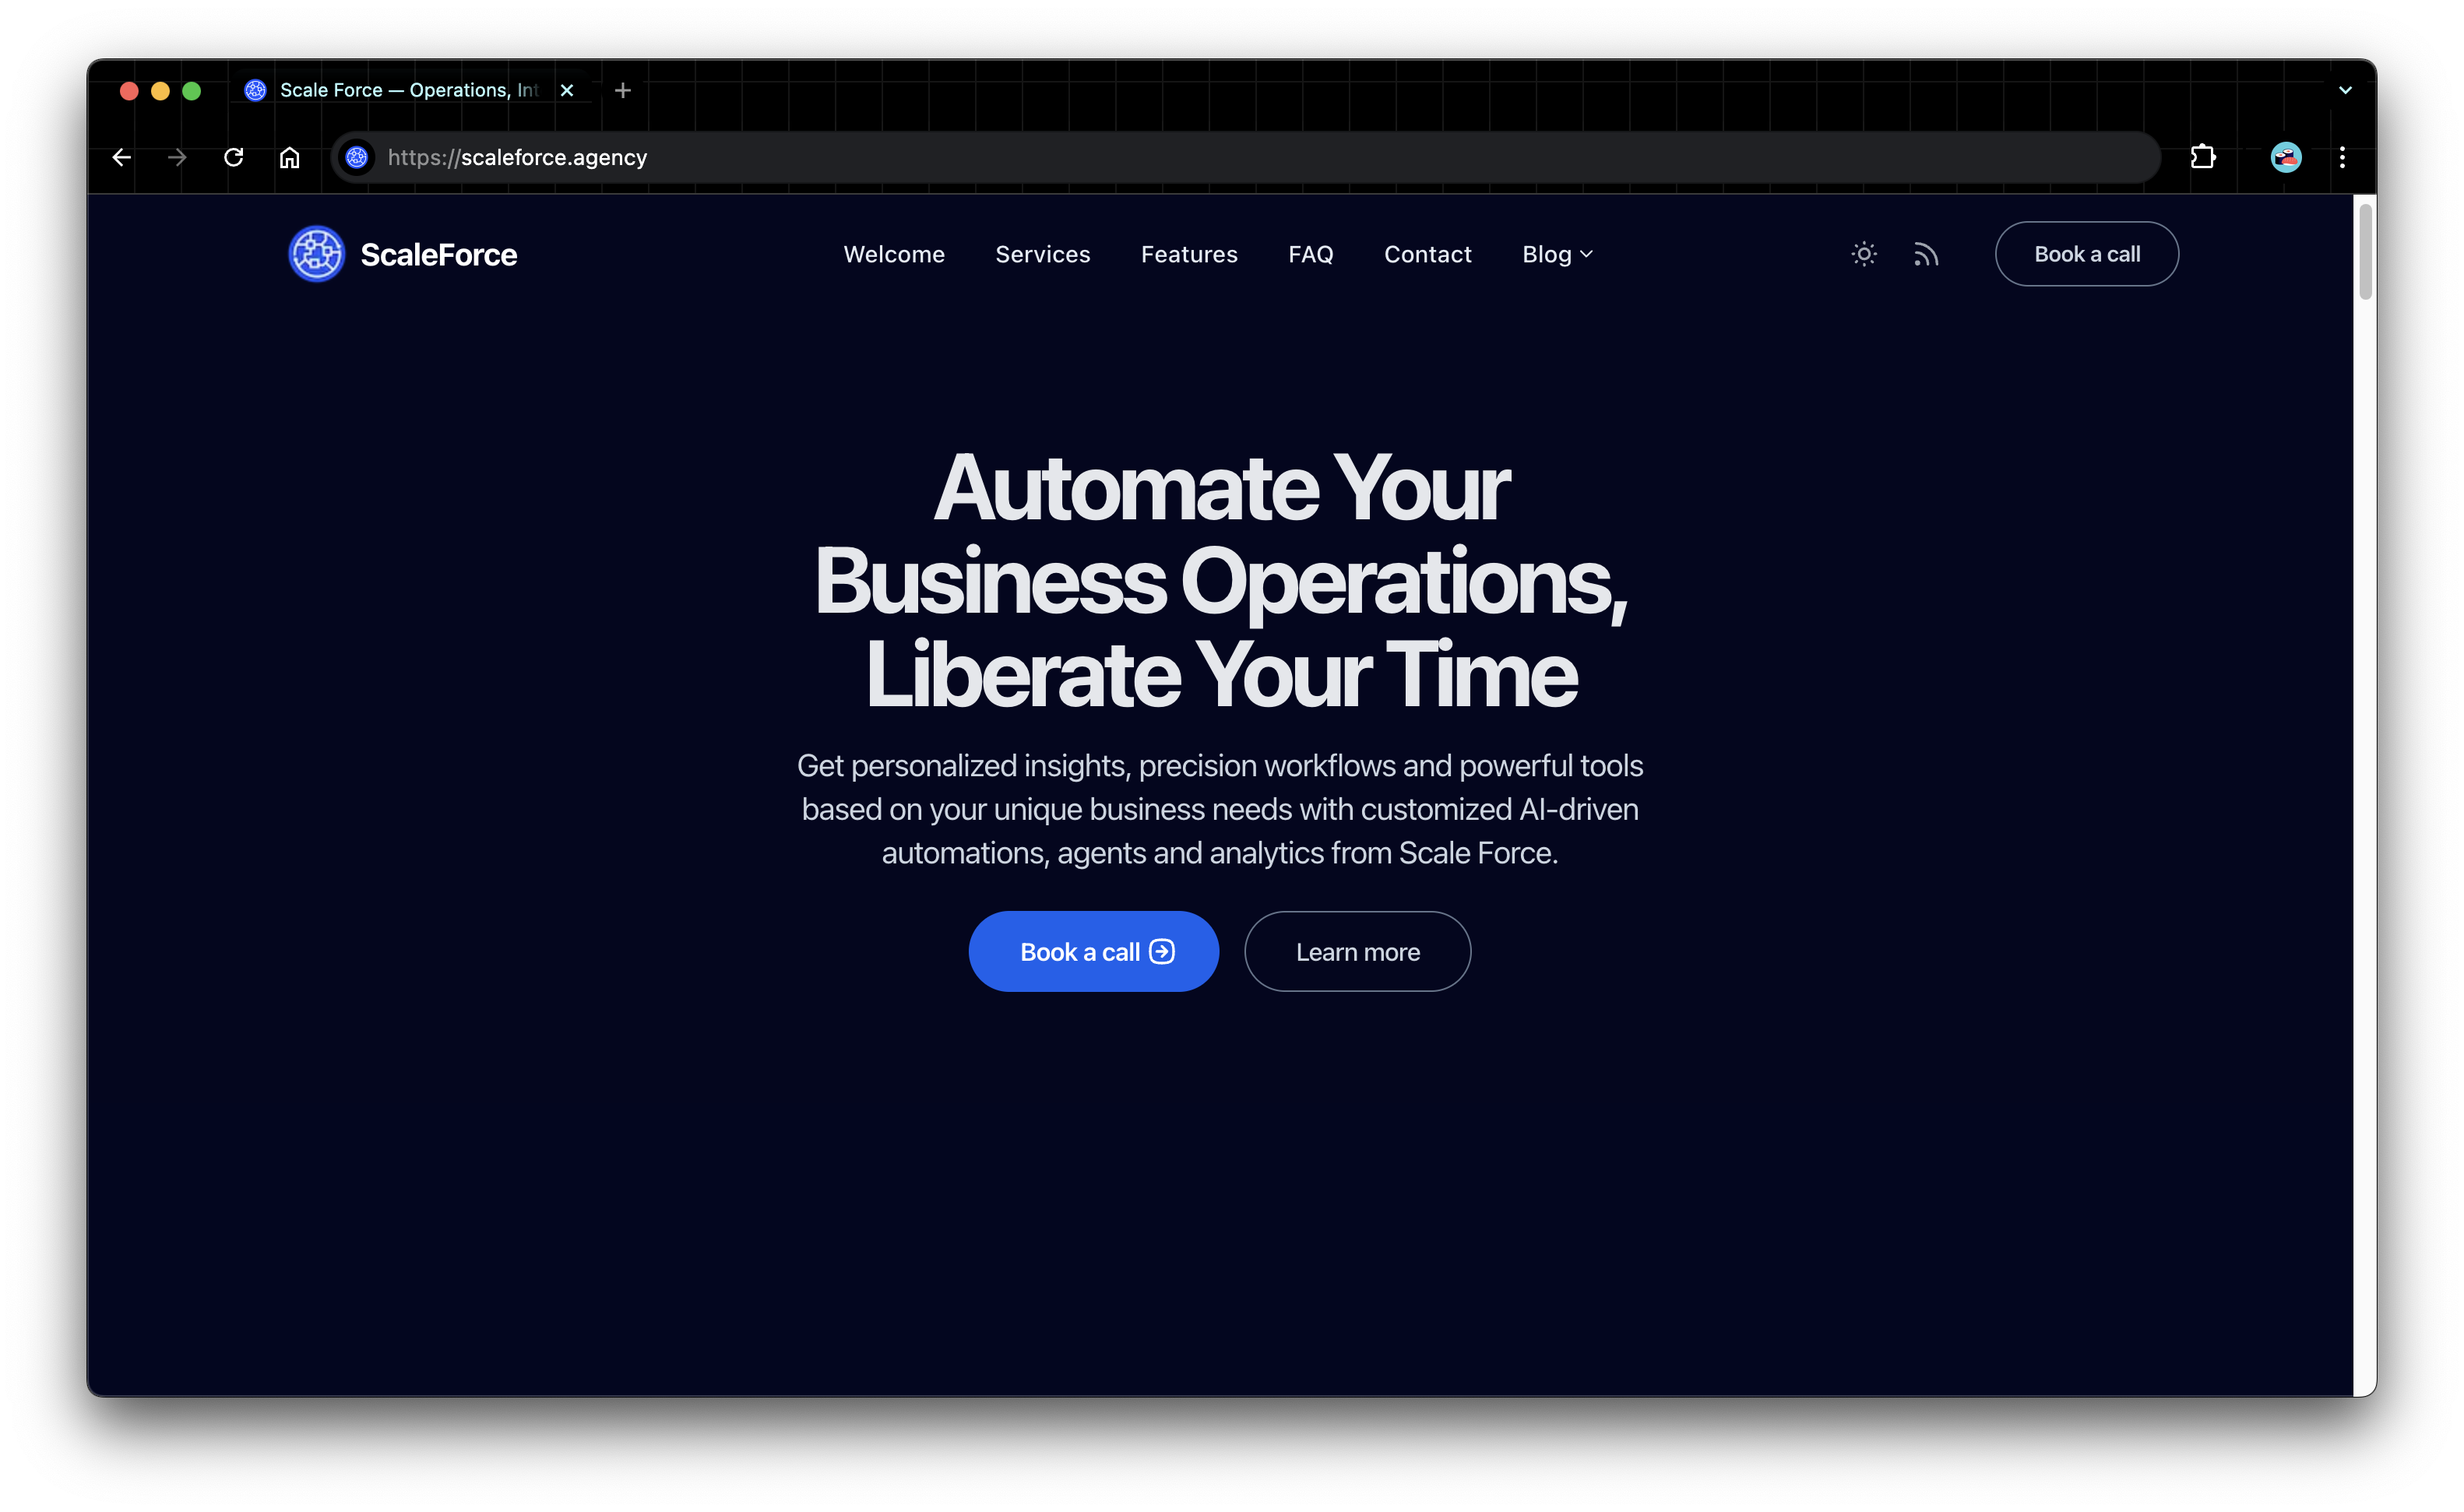 Scale Force — Operations, Int
https://scaleforce.agency
ScaleForce
Welcome
Services
Features
FAQ
Contact
Blog
Book a call
Automate Your
Business Operations,
Liberate Your Time
Get personalized insights, precision workflows and powerful tools
based on your unique business needs with customized AI-driven
automations, agents and analytics from Scale Force.
Book a call
Learn more